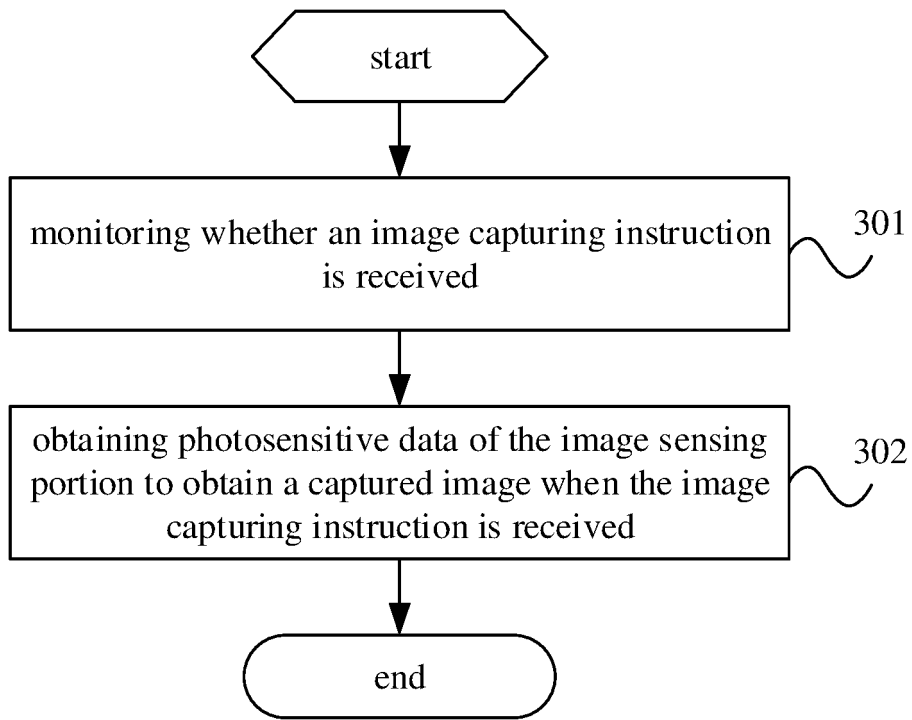 start
monitoring whether an image capturing instruction
is received
301
obtaining photosensitive data of the image sensing
portion to obtain a captured image when the image
capturing instruction is received
302
end